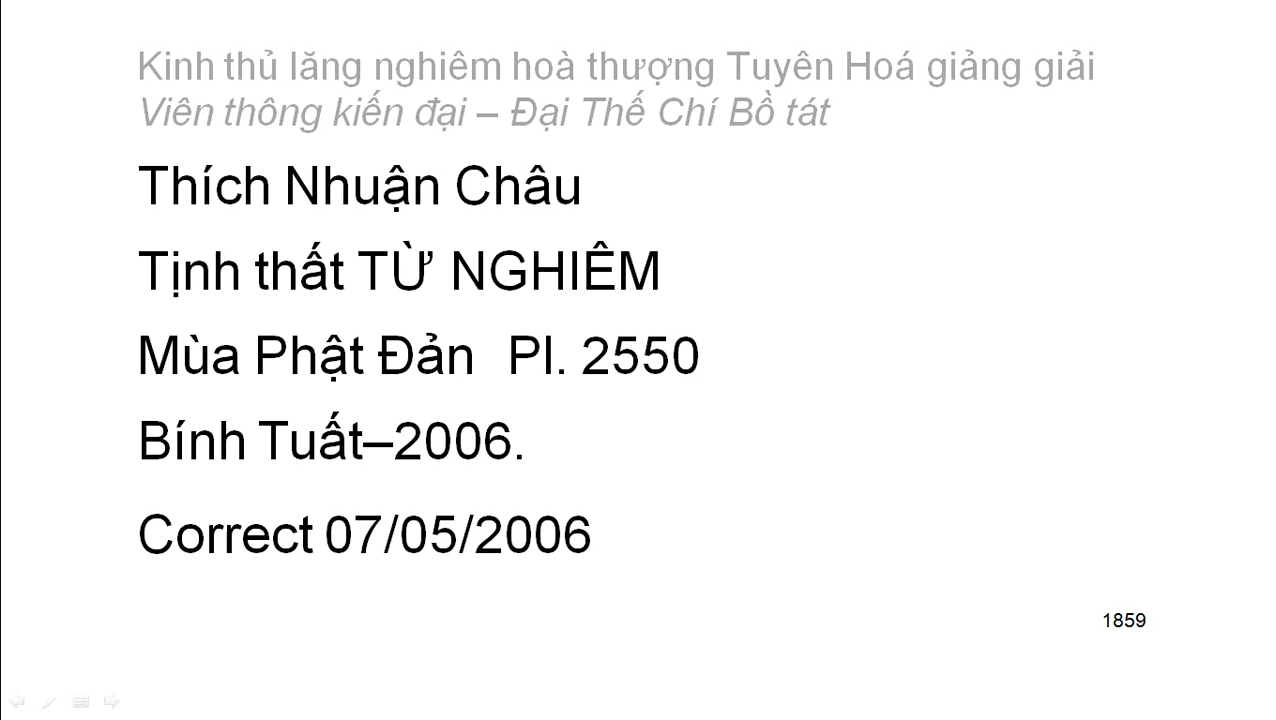 Kinh thủ lăng nghiêm hoà thượng Tuyên Hoá giảng giải
Viên thông kiến đại – Đại Thế Chí Bồ tát
Thích Nhuận Châu
Tịnh thất TỪ NGHIÊM
Mùa Phật Đản Pl. 2550
Bính Tuất–2006.
Correct 07/05/2006
1859